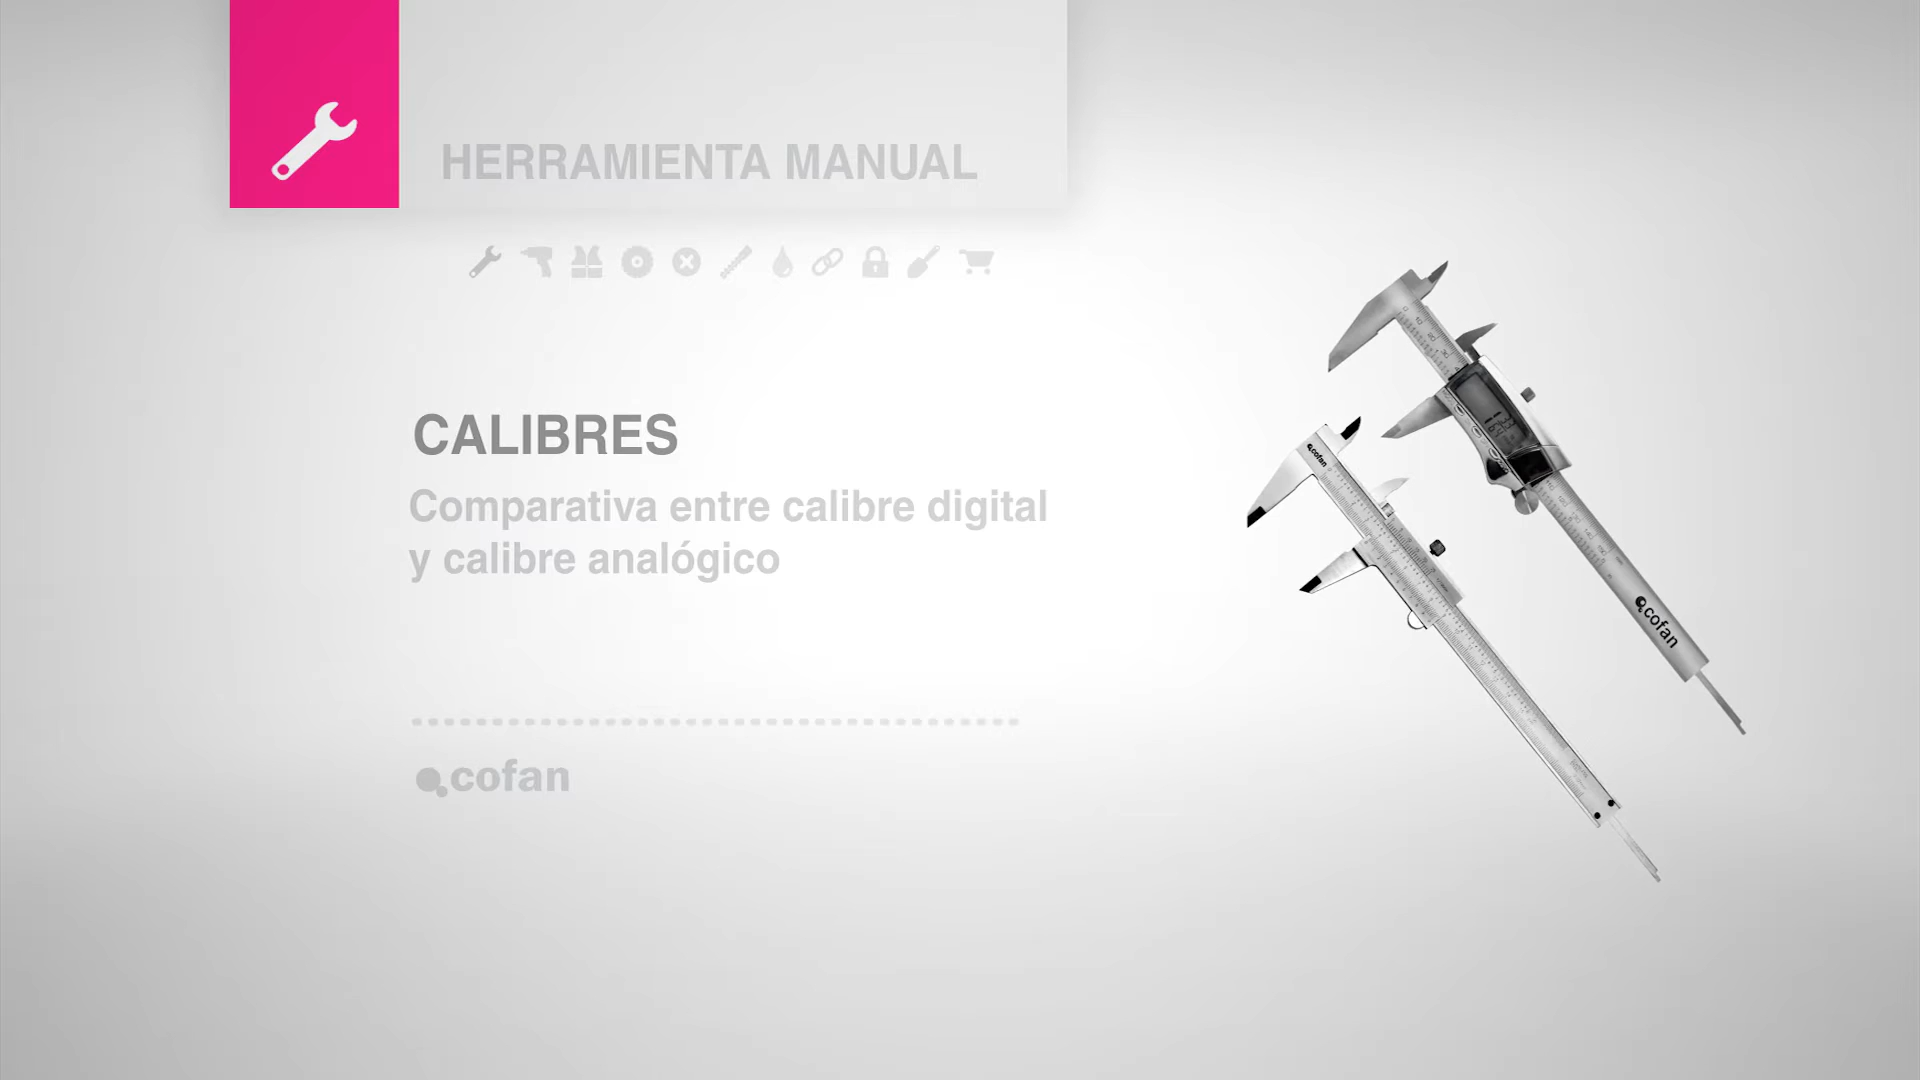 HERRAMIENTA MANUAL
CALIBRES
Comparativa entre calibre digital
y calibre analógico
cofan
cofan
cofan